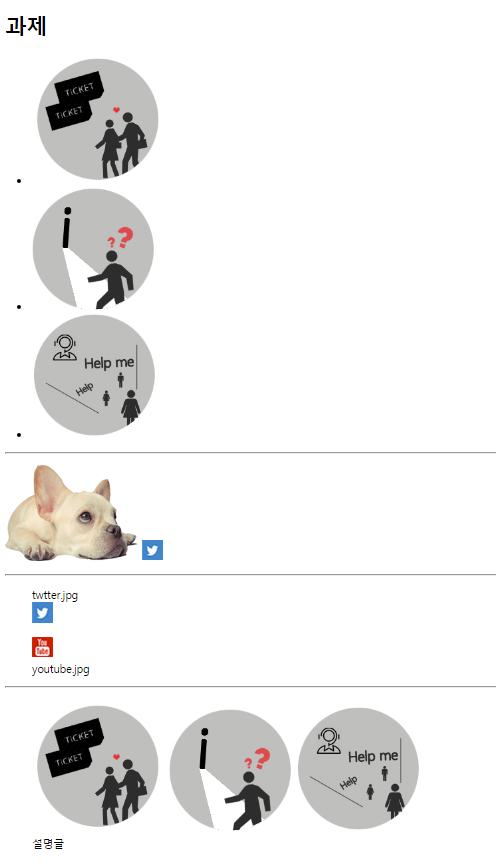 과제
TICKET
TICKET
i
??
Help me
Help
twtter.jpg
You
Tube
youtube.jpg
TICKET
TICKET
i
??
Help me
Help
설명글